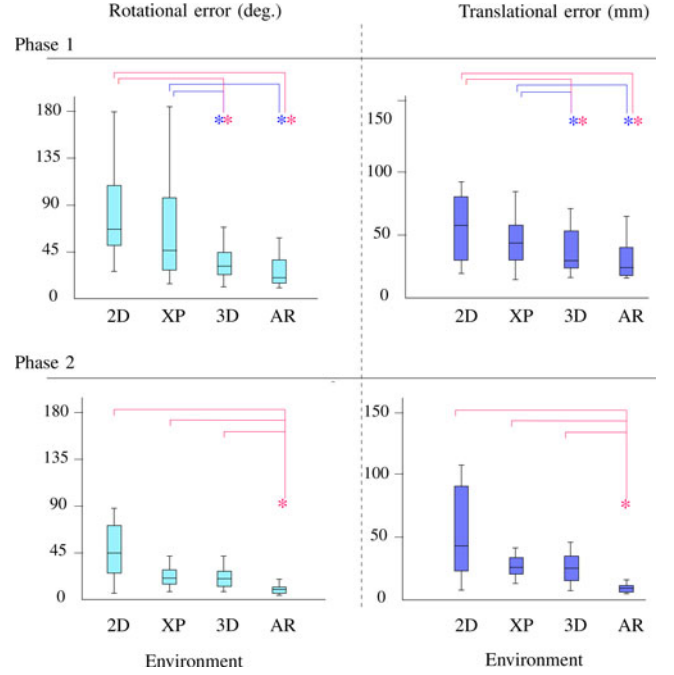 Rotational error (deg.) Translational error (mm)
Phase 1
180
135
90
45
0
2D XP 3D AR
**
**
150
100
50
0
2D XP 3D AR
**
**
Phase 2
180
135
90
45
0
2D XP 3D AR
*
Environment
150
100
50
0
2D XP 3D AR
*
Environment